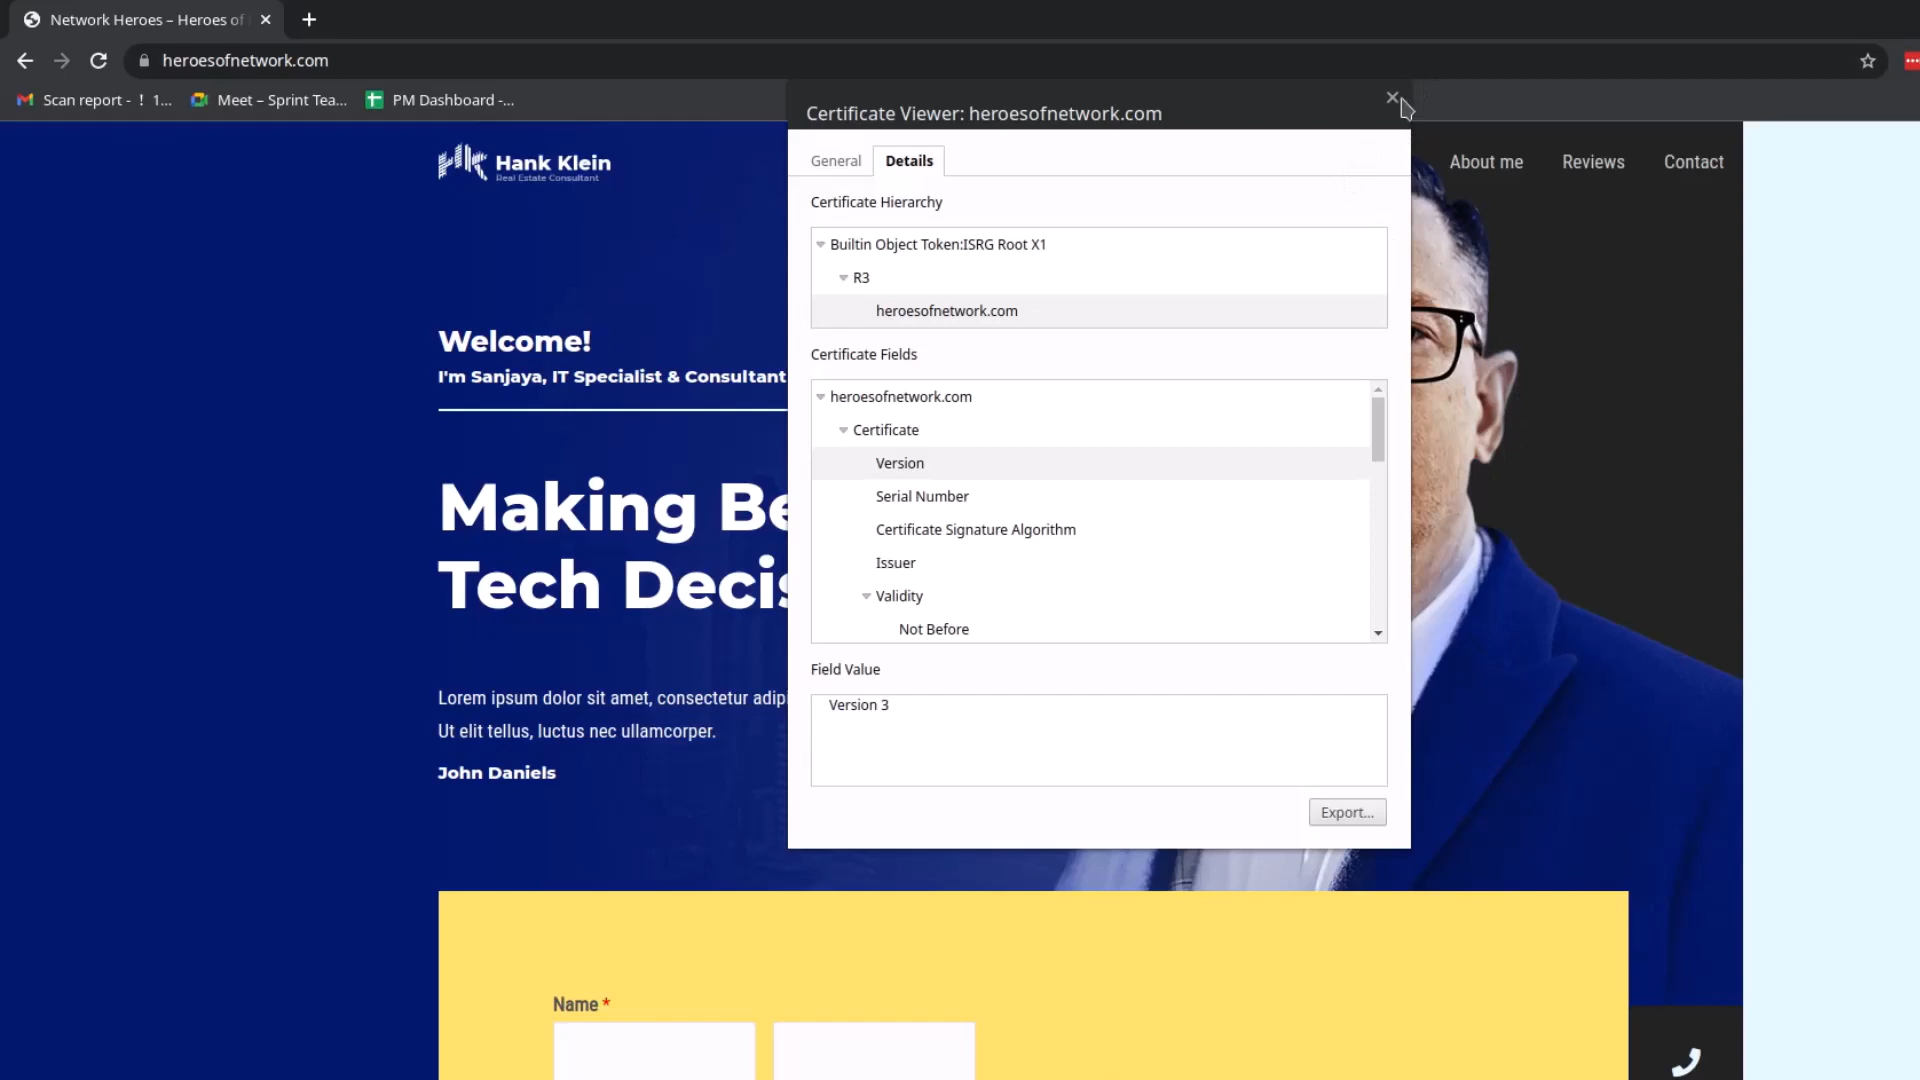 Network Heroes – Heroes of
heroesofnetwork.com
Scan report - ! 1...
Meet – Sprint Tea...
PM Dashboard -...
Certificate Viewer: heroesofnetwork.com
General
Details
Certificate Hierarchy
Builtin Object Token:ISRG Root X1
R3
heroesofnetwork.com
Certificate Fields
heroesofnetwork.com
Certificate
Version
Serial Number
Certificate Signature Algorithm
Issuer
Validity
Not Before
Field Value
Version 3
Export...
Hank Klein
Real Estate Consultant
About me
Reviews
Contact
Welcome!
I'm Sanjaya, IT Specialist & Consultant
Making Be
Tech Decis
Lorem ipsum dolor sit amet, consectetur adipi
Ut elit tellus, luctus nec ullamcorper.
John Daniels
Name *